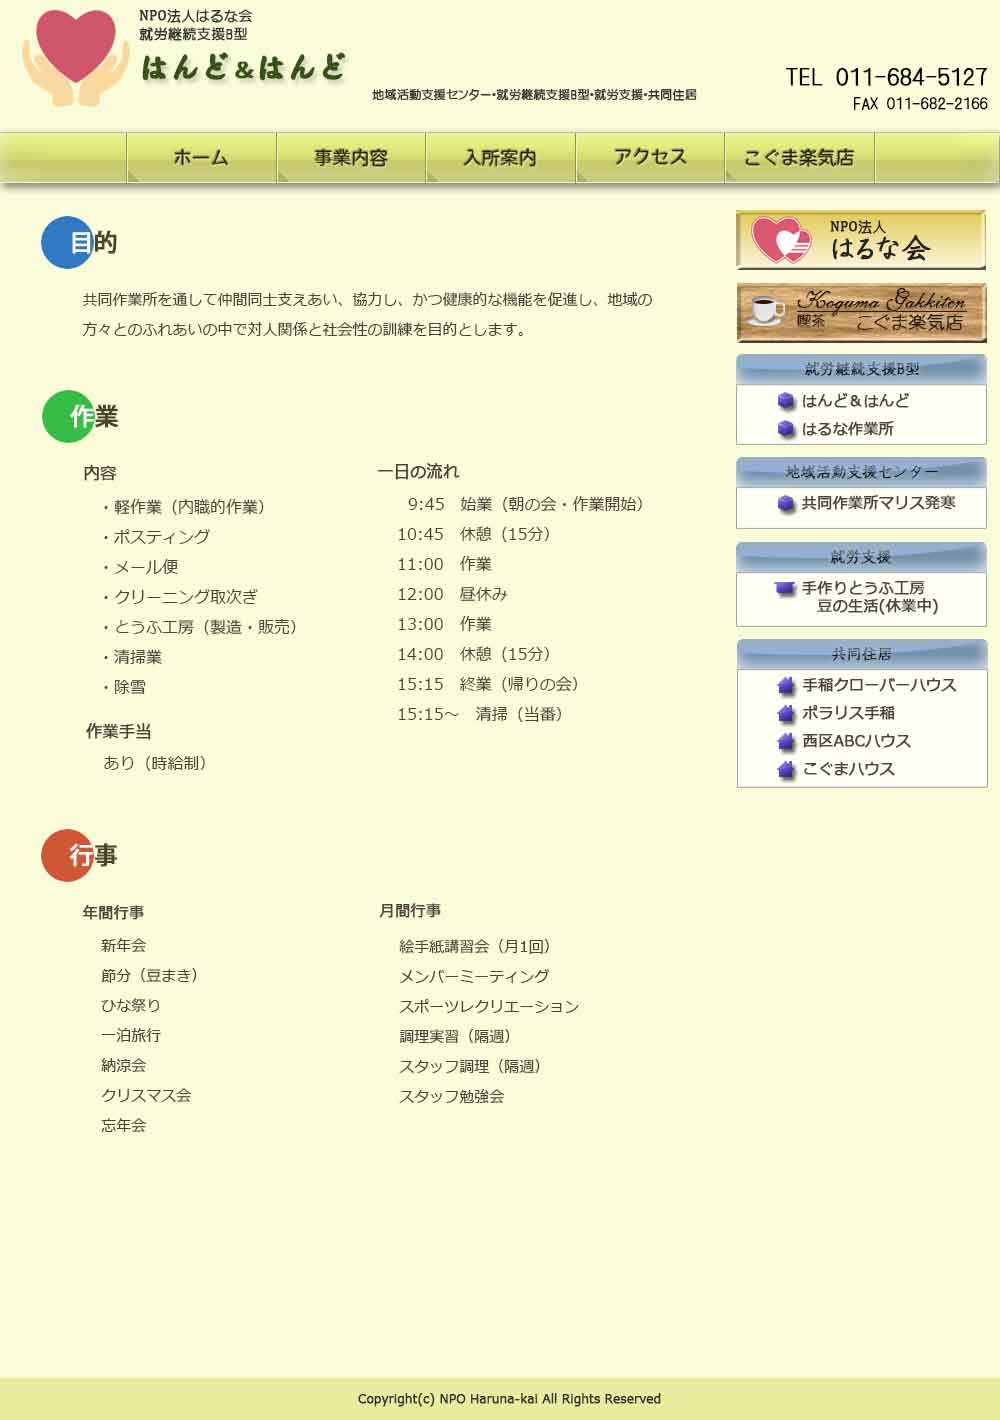 NPO法人はるな会
就労継続支援B型
はんど&はんど
地域活動支援センター・就労継続支援B型・就労支援・共同住居
TEL 011-684-5127
FAX 011-682-2166
ホーム
事業内容
入所案内
アクセス
こぐま楽気店
目的
共同作業所を通して仲間同士支えあい、協力し、かつ健康的な機能を促進し、地域の
方々とのふれあいの中で対人関係と社会性の訓練を目的とします。
作業
内容
・軽作業（内職的作業）
・ポスティング
・メール便
・クリーニング取次ぎ
・とうふ工房（製造・販売）
・清掃業
・除雪
作業手当
あり（時給制）
一日の流れ
9:45　始業（朝の会・作業開始）
10:45　休憩（15分）
11:00　作業
12:00　昼休み
13:00　作業
14:00　休憩（15分）
15:15　終業（帰りの会）
15:15～　清掃（当番）
行事
年間行事
新年会
節分（豆まき）
ひな祭り
一泊旅行
納涼会
クリスマス会
忘年会
月間行事
絵手紙講習会（月1回）
メンバーミーティング
スポーツレクリエーション
調理実習（隔週）
スタッフ調理（隔週）
スタッフ勉強会
NPO法人
はるな会
Koguma Gakkiten
喫茶　こぐま楽気店
就労継続支援B型
はんど＆はんど
はるな作業所
地域活動支援センター
共同作業所マリス発寒
就労支援
手作りとうふ工房
豆の生活(休業中)
共同住居
手稲クローバーハウス
ポラリス手稲
西区ABCハウス
こぐまハウス
Copyright(c) NPO Haruna-kai All Rights Reserved